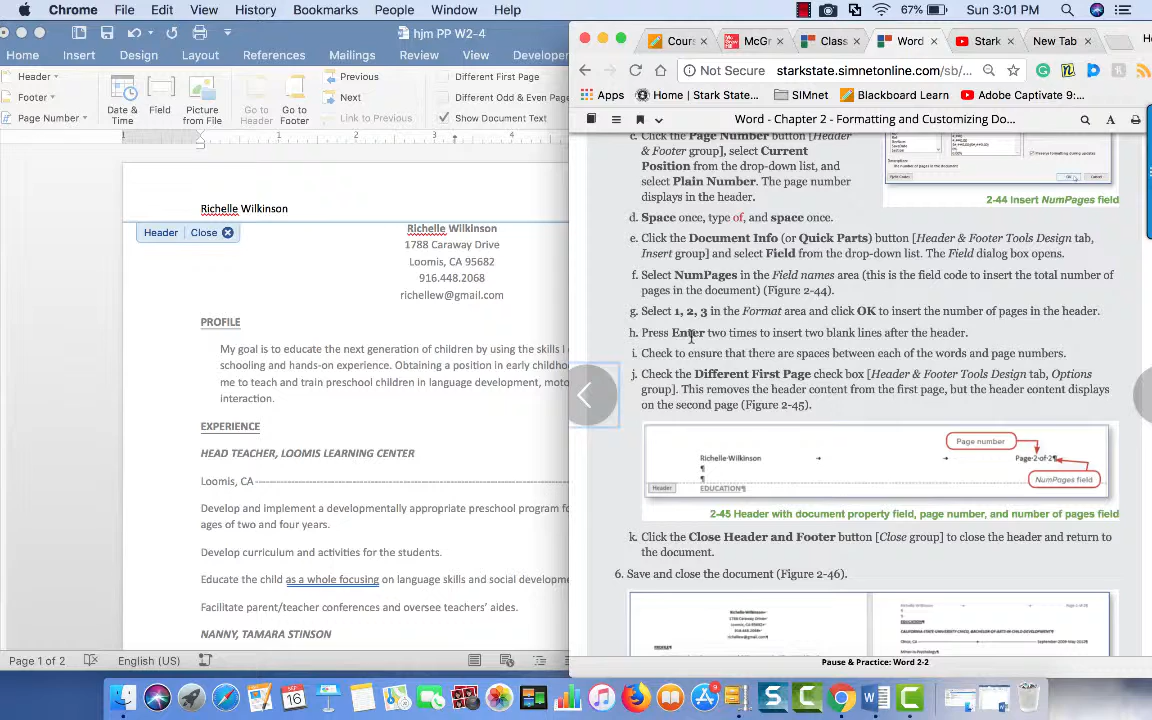 Chrome File Edit View History Bookmarks People Window Help 67% Sun 3:01 PM
hjm PP W2-4
Home Insert Design Layout References Mailings Review View Developer
Header
Footer
Page Number
Date & Time
Field
Picture from File
Go to Header
Go to Footer
Previous
Next
Link to Previous
Different First Page
Different Odd & Even Page
Show Document Text
1 1 2 3 4
Richelle Wilkinson
Header Close
Richelle Wilkinson
1788 Caraway Drive
Loomis, CA 95682
916.448.2068
richellew@gmail.com
PROFILE
My goal is to educate the next generation of children by using the skills I
schooling and hands-on experience. Obtaining a position in early childhoo
me to teach and train preschool children in language development, moto
interaction.
EXPERIENCE
HEAD TEACHER, LOOMIS LEARNING CENTER
Loomis, CA
Develop and implement a developmentally appropriate preschool program fo
ages of two and four years.
Develop curriculum and activities for the students.
Educate the child as a whole focusing on language skills and social developme
Facilitate parent/teacher conferences and oversee teachers' aides.
NANNY, TAMARA STINSON
Page 1 of 2 English (US)
Cours McGr Class Word Stark New Tab
Not Secure starkstate.simnetonline.com/sb/
Apps Home | Stark State... SIMnet Blackboard Learn Adobe Captivate 9:...
Word - Chapter 2 - Formatting and Customizing Do...
c. Click the Page Number button [Header
& Footer group], select Current
Position from the drop-down list, and
select Plain Number. The page number
displays in the header.
2-44 Insert NumPages field
d. Space once, type of, and space once.
e. Click the Document Info (or Quick Parts) button [Header & Footer Tools Design tab,
Insert group] and select Field from the drop-down list. The Field dialog box opens.
f. Select NumPages in the Field names area (this is the field code to insert the total number of
pages in the document) (Figure 2-44).
g. Select 1, 2, 3 in the Format area and click OK to insert the number of pages in the header.
h. Press Enter two times to insert two blank lines after the header.
i. Check to ensure that there are spaces between each of the words and page numbers.
j. Check the Different First Page check box [Header & Footer Tools Design tab, Options
group]. This removes the header content from the first page, but the header content displays
on the second page (Figure 2-45).
Page number
Richelle·Wilkinson Page·2·of·2¶
¶
¶
NumPages field
Header EDUCATION¶
2-45 Header with document property field, page number, and number of pages field
k. Click the Close Header and Footer button [Close group] to close the header and return to
the document.
6. Save and close the document (Figure 2-46).
Pause & Practice: Word 2-2